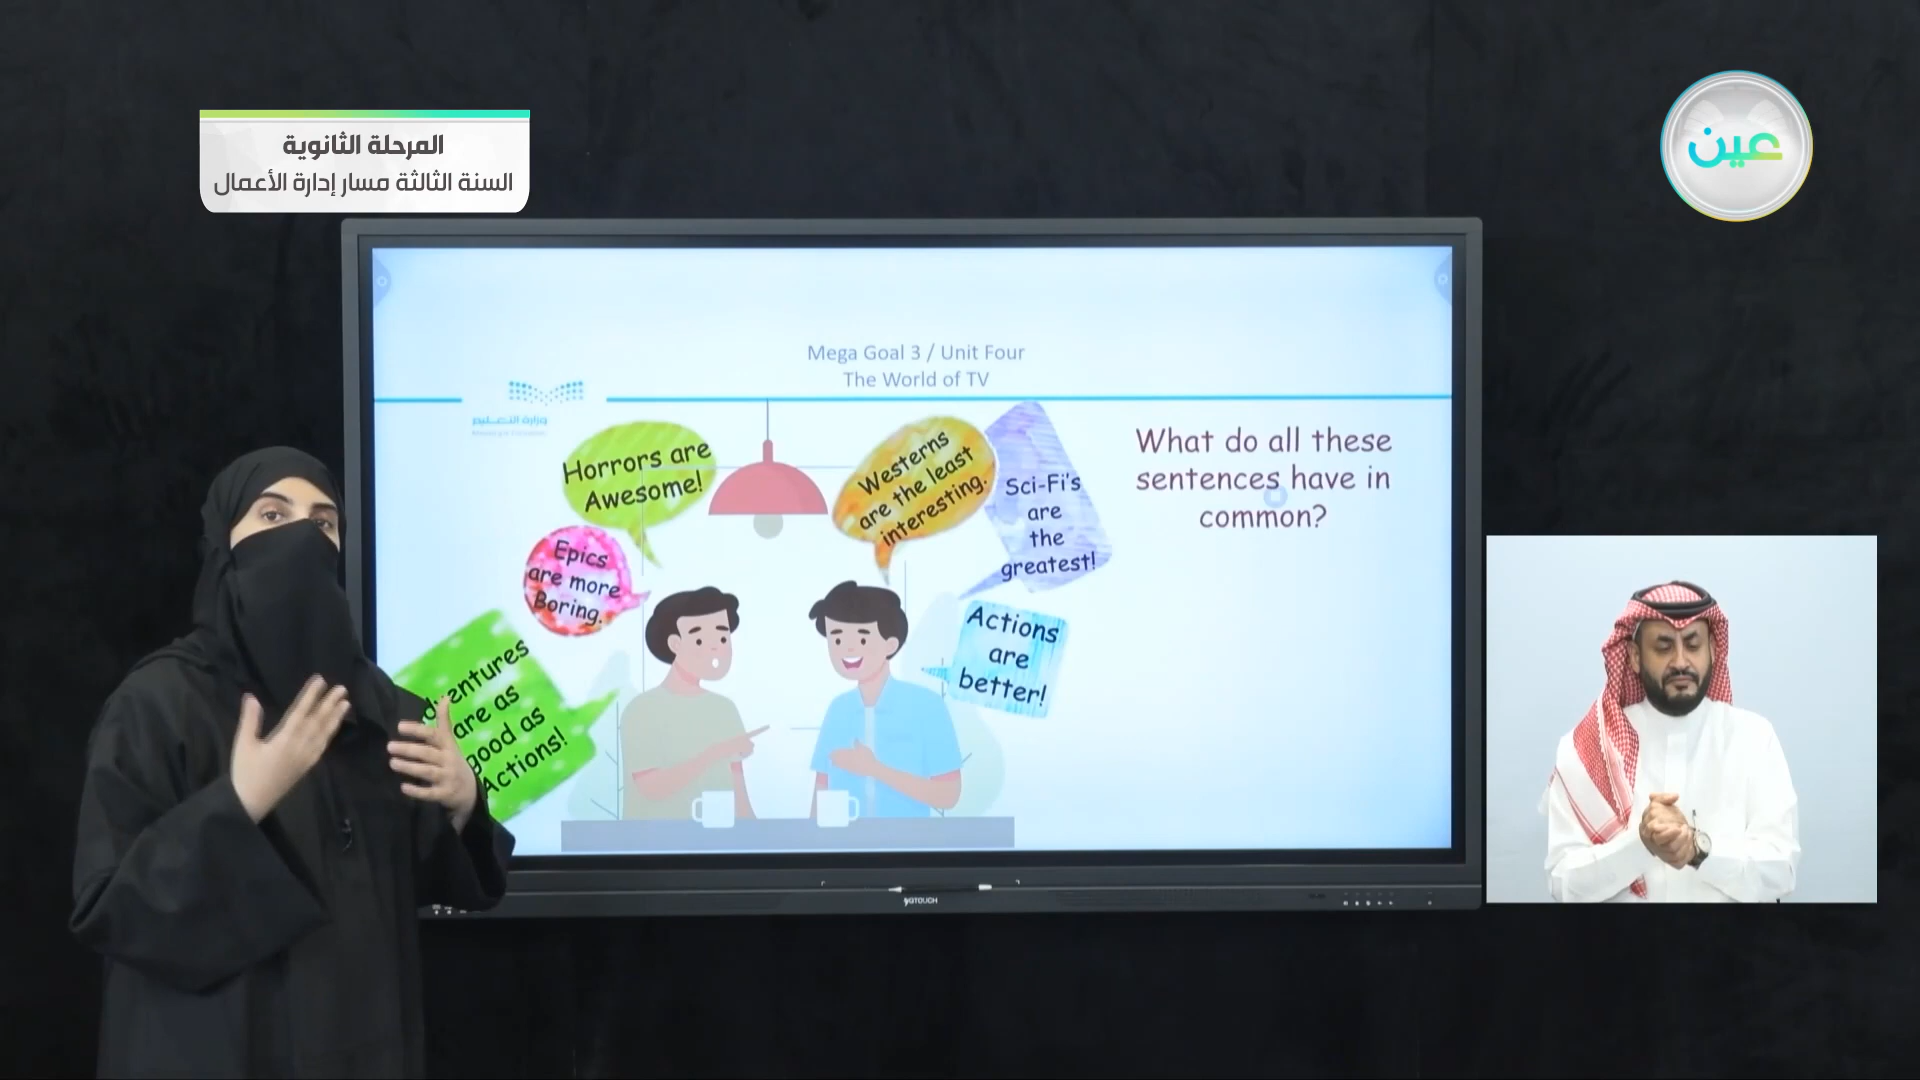 المرحلة الثانوية
السنة الثالثة مسار إدارة الأعمال
عين
Mega Goal 3 / Unit Four
The World of TV
وزارة التعليم
Horrors are
Awesome!
Epics
are more
Boring.
dventures
are as
good as
Actions!
Westerns
are the least
interesting.
Sci-Fi's
are
the
greatest!
Actions
are
better!
What do all these
sentences have in
common?